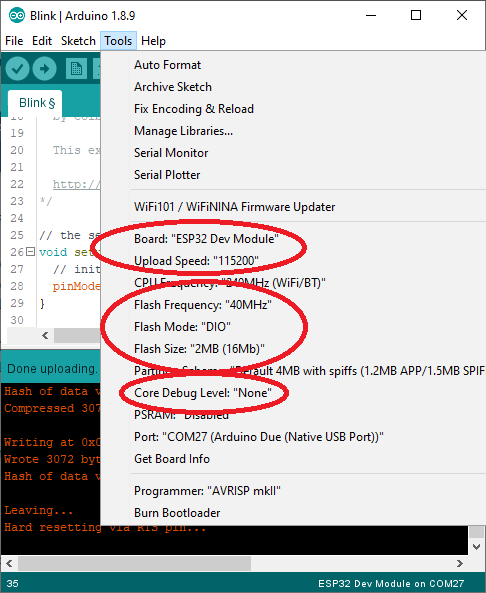 Blink | Arduino 1.8.9
File Edit Sketch Tools Help
Auto Format
Archive Sketch
Fix Encoding & Reload
Manage Libraries...
Serial Monitor
Serial Plotter
WiFi101 / WiFiNINA Firmware Updater
Board: "ESP32 Dev Module"
Upload Speed: "115200"
CPU Frequency: "240MHz (WiFi/BT)"
Flash Frequency: "40MHz"
Flash Mode: "DIO"
Flash Size: "2MB (16Mb)"
"Default 4MB with spiffs (1.2MB APP/1.5MB SPIF
Core Debug Level: "None"
PSRAM: "Disabled"
Port: "COM27 (Arduino Due (Native USB Port))"
Get Board Info
Programmer: "AVRISP mkII"
Burn Bootloader
Blink §
19
20 This ex
21
22 http://
23 */
24
25 // the se
26 void set
27 // init
28 pinMode
29 }
30
Done uploading.
Hash of data v
Compressed 307
Writing at 0x0
Wrote 3072 byt
Hash of data v
Leaving...
Hard resetting via RTS pin...
35 ESP32 Dev Module on COM27